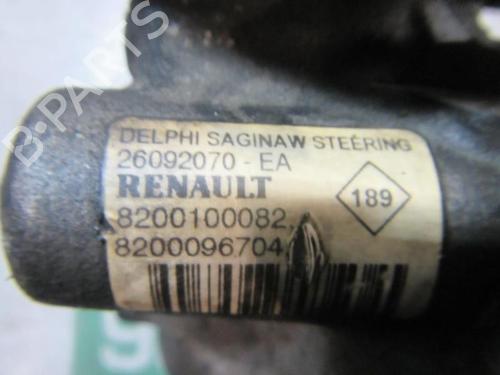 DELPHI SAGINAW STEERING
26092070 - EA
RENAULT
189
8200100082
8200096704
B-PARTS